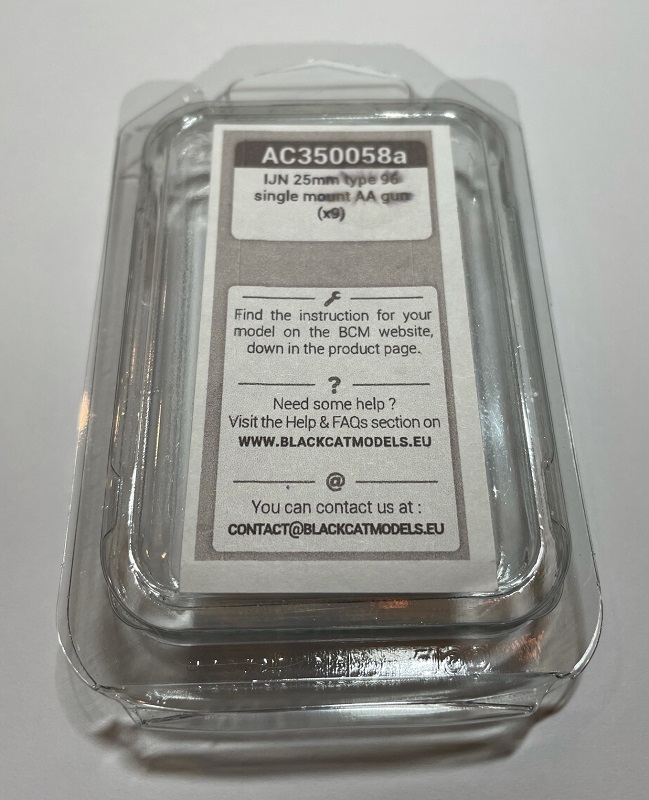 AC350058a
IJN 25mm type 96
single mount AA gun
(x9)
Find the instruction for your
model on the BCM website,
down in the product page.
?
Need some help ?
Visit the Help & FAQs section on
WWW.BLACKCATMODELS.EU
@
You can contact us at :
CONTACT@BLACKCATMODELS.EU